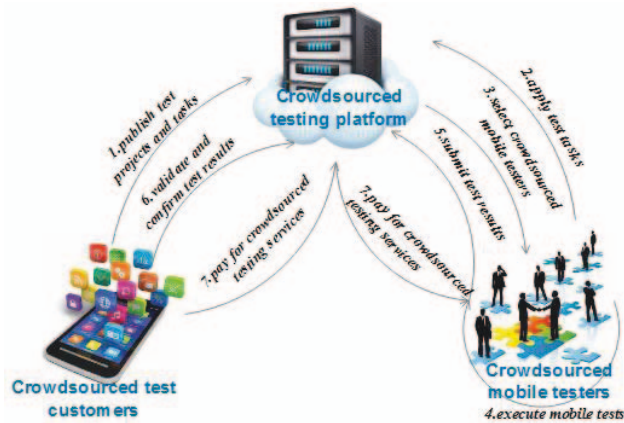 Crowdsourced
testing platform
1.publish test
projects and tasks
6.validate and
confirm test results
7.pay for crowdsourced
testing services
7.pay for crowdsourced
testing services
5.submit test results
3.select crowdsourced
mobile testers
2.apply test tasks
Crowdsourced test
customers
Crowdsourced
mobile testers
4.execute mobile tests